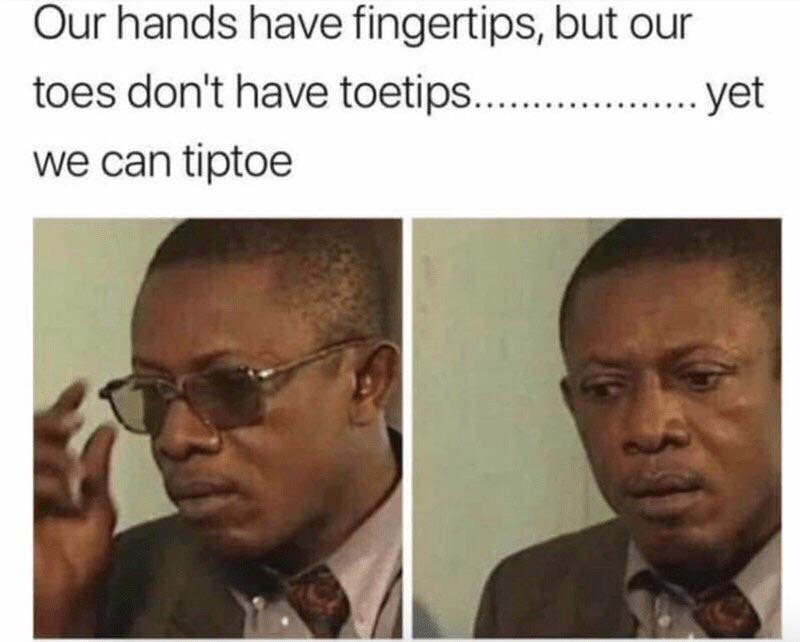 Our hands have fingertips, but our
toes don't have toetips................... yet
we can tiptoe